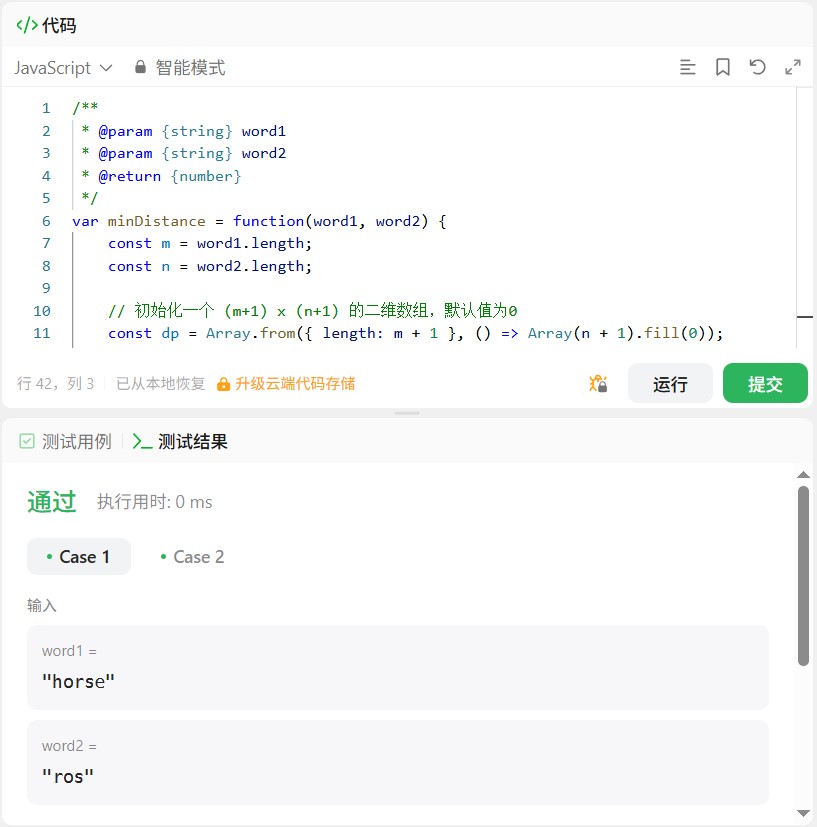 </> 代码
JavaScript 智能模式
1 /**
2 * @param {string} word1
3 * @param {string} word2
4 * @return {number}
5 */
6 var minDistance = function(word1, word2) {
7 const m = word1.length;
8 const n = word2.length;
9
10 // 初始化一个 (m+1) x (n+1) 的二维数组，默认值为0
11 const dp = Array.from({ length: m + 1 }, () => Array(n + 1).fill(0));
行 42，列 3 已从本地恢复 升级云端代码存储 运行 提交
测试用例 >_ 测试结果
通过 执行用时: 0 ms
• Case 1 • Case 2
输入
word1 =
"horse"
word2 =
"ros"